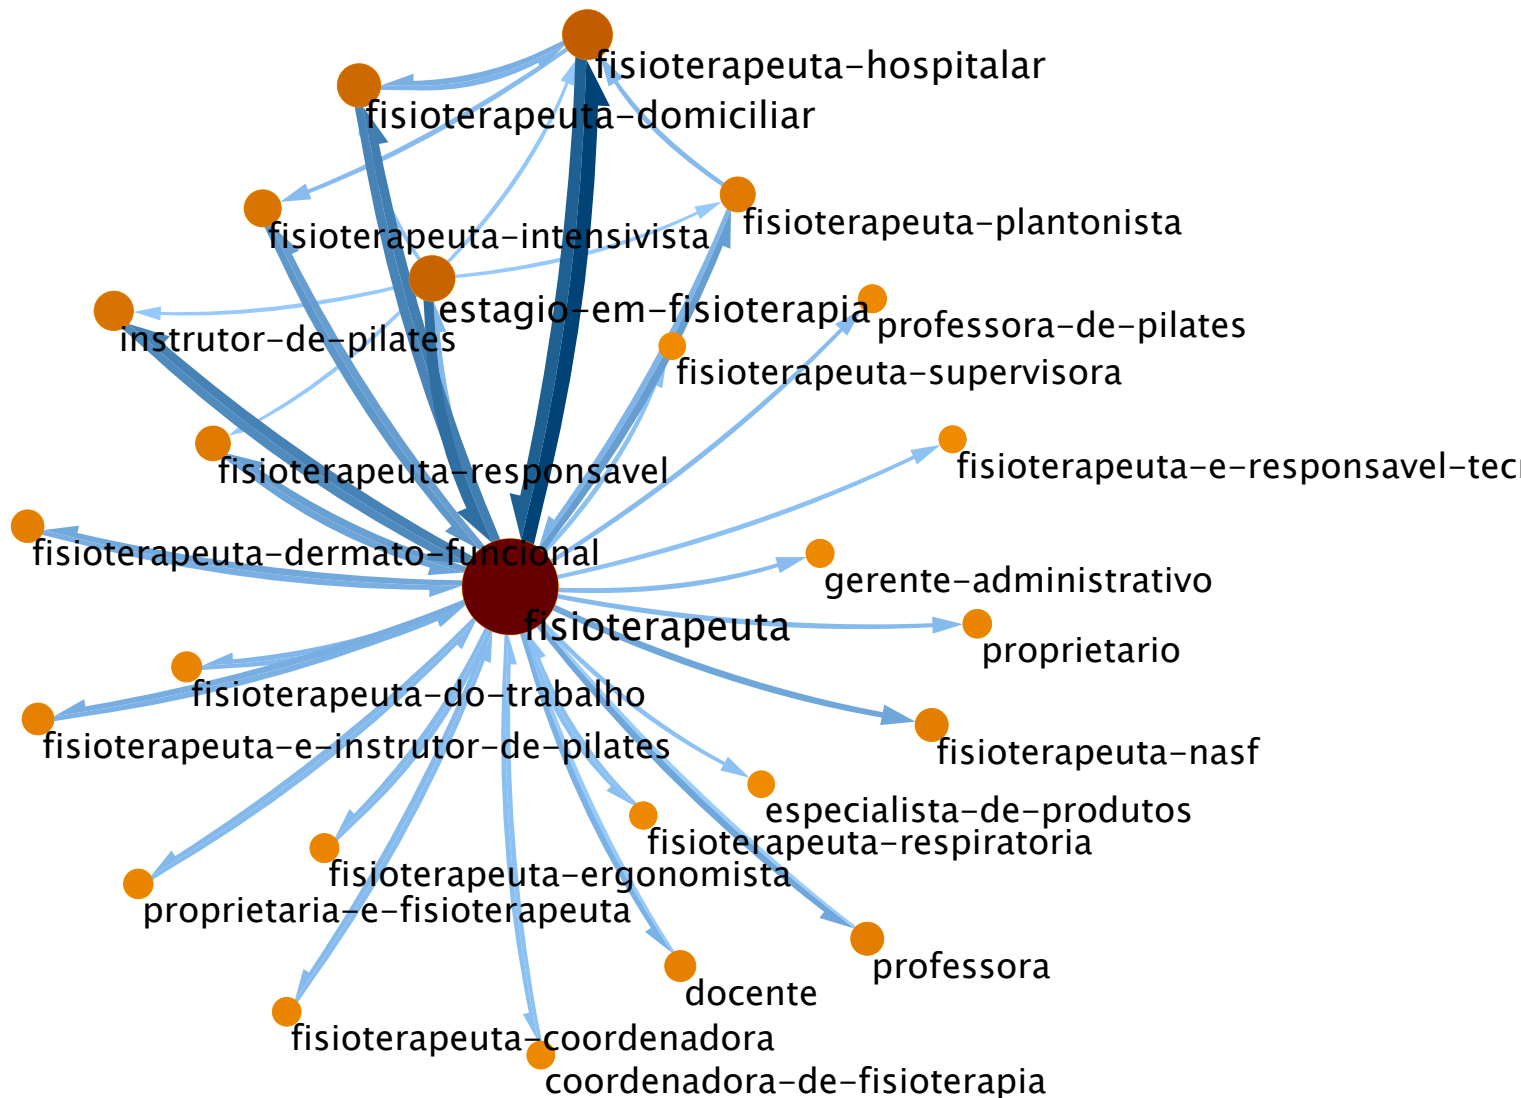 fisioterapeuta-hospitalar
fisioterapeuta-domiciliar
fisioterapeuta-plantonista
fisioterapeuta-intensivista
estagio-em-fisioterapia
professora-de-pilates
instrutor-de-pilates
fisioterapeuta-supervisora
fisioterapeuta-e-responsavel-tecn
fisioterapeuta-responsavel
fisioterapeuta-dermato-funcional
gerente-administrativo
fisioterapeuta
proprietario
fisioterapeuta-do-trabalho
fisioterapeuta-e-instrutor-de-pilates
fisioterapeuta-nasf
especialista-de-produtos
fisioterapeuta-respiratoria
fisioterapeuta-ergonomista
proprietaria-e-fisioterapeuta
professora
docente
fisioterapeuta-coordenadora
coordenadora-de-fisioterapia